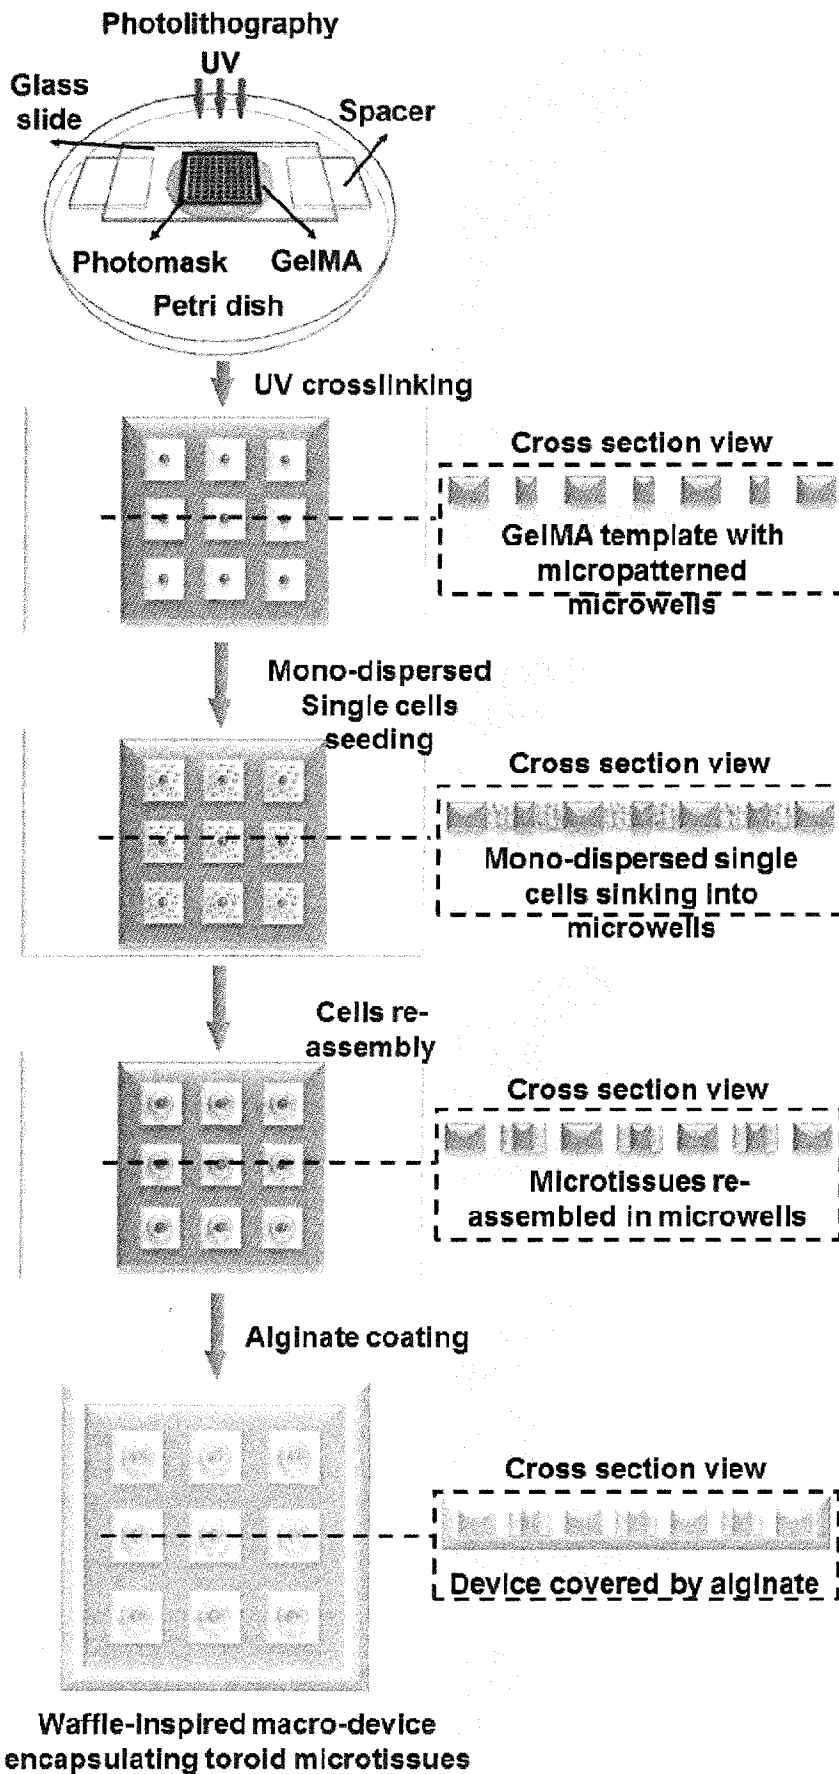 Photolithography
UV
Glass
slide
Spacer
Photomask
GelMA
Petri dish
UV crosslinking
Cross section view
GelMA template with
micropatterned
microwells
Mono-dispersed
Single cells
seeding
Cross section view
Mono-dispersed single
cells sinking into
microwells
Cells re-
assembly
Cross section view
Microtissues re-
assembled in microwells
Alginate coating
Cross section view
Device covered by alginate
Waffle-inspired macro-device
encapsulating toroid microtissues